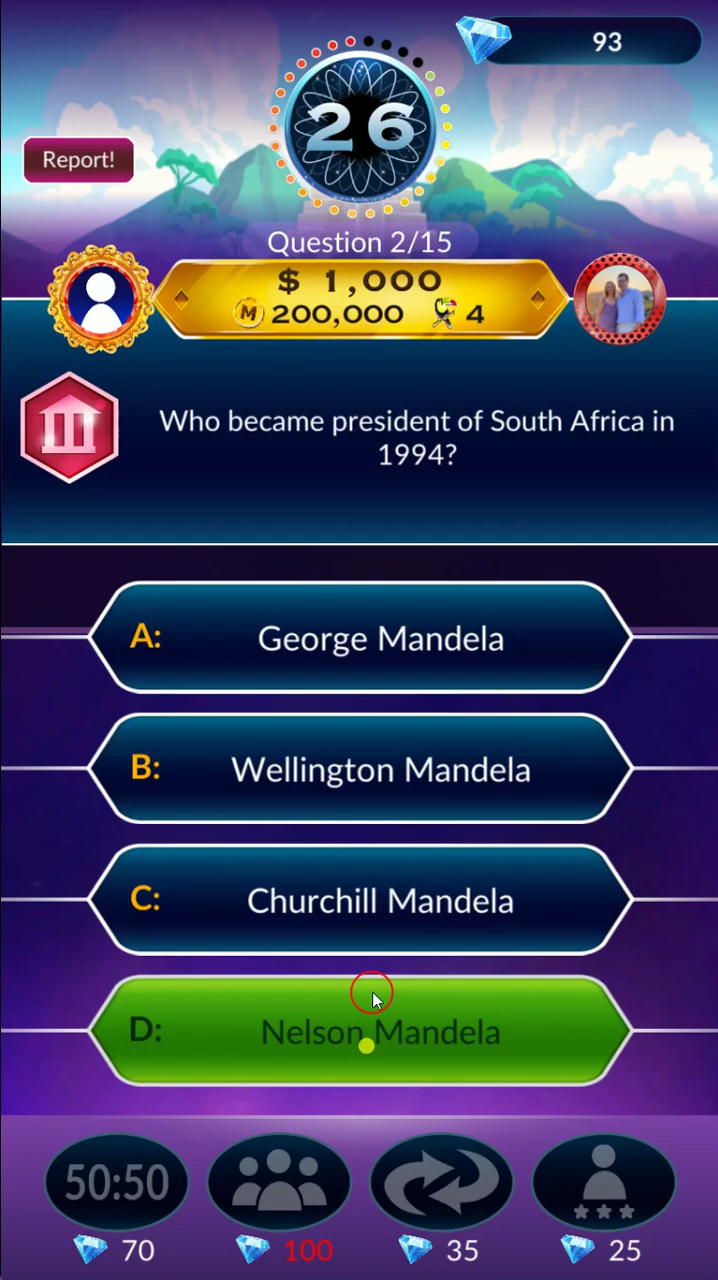 93
26
Report!
Question 2/15
$ 1,000
M 200,000 4
Who became president of South Africa in
1994?
A: George Mandela
B: Wellington Mandela
C: Churchill Mandela
D: Nelson Mandela
50:50
70 100 35 25